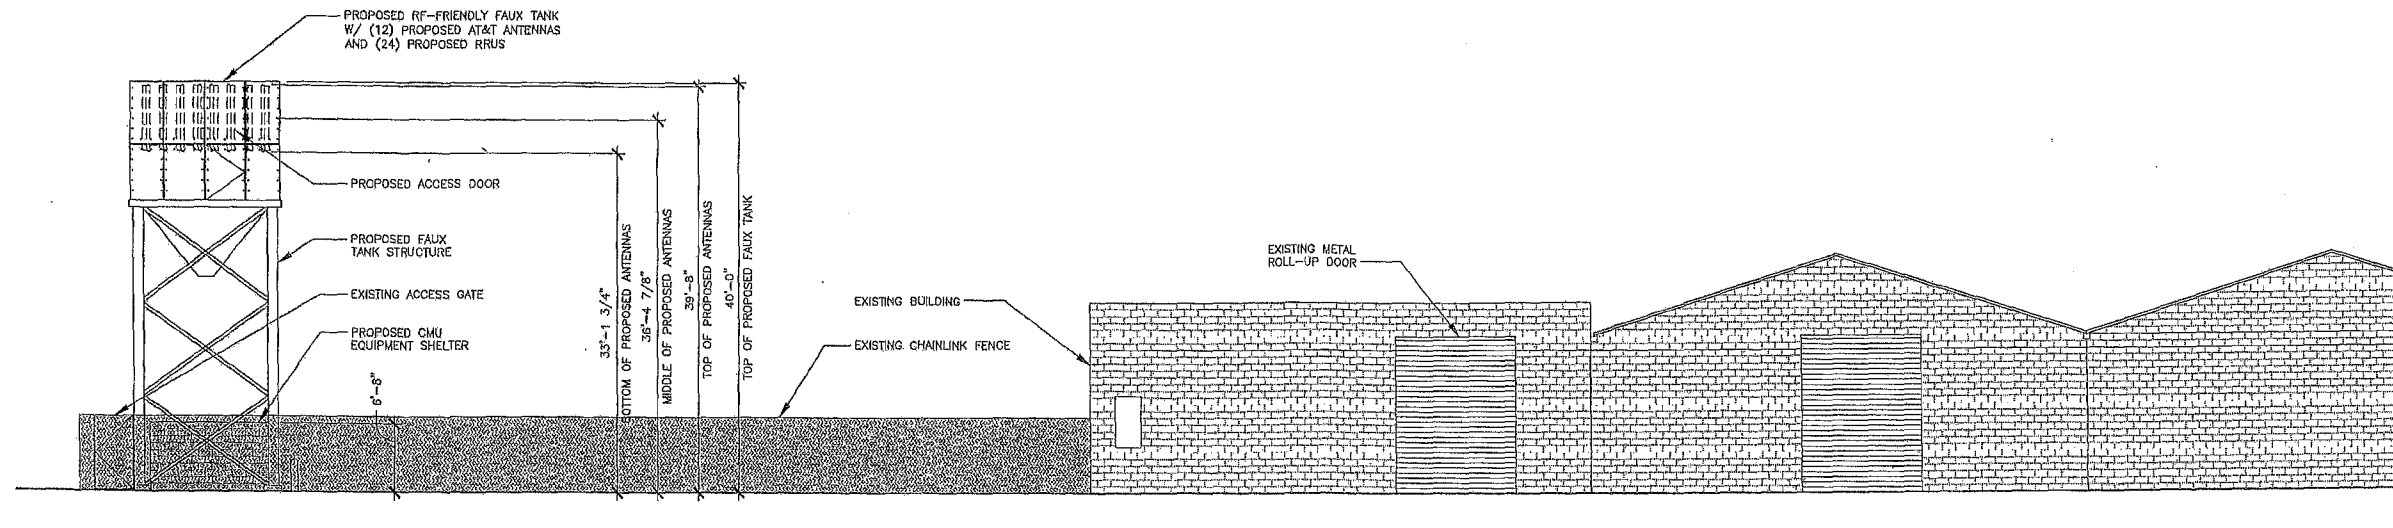 PROPOSED RF-FRIENDLY FAUX TANK
W/ (12) PROPOSED AT&T ANTENNAS
AND (24) PROPOSED RRUS
PROPOSED ACCESS DOOR
PROPOSED FAUX
TANK STRUCTURE
EXISTING ACCESS GATE
PROPOSED CMU
EQUIPMENT SHELTER
6'-8"
33'-1 3/4"
BOTTOM OF PROPOSED ANTENNAS
36'-4 7/8"
MIDDLE OF PROPOSED ANTENNAS
39'-8"
TOP OF PROPOSED ANTENNAS
40'-0"
TOP OF PROPOSED FAUX TANK
EXISTING BUILDING
EXISTING CHAINLINK FENCE
EXISTING METAL
ROLL-UP DOOR